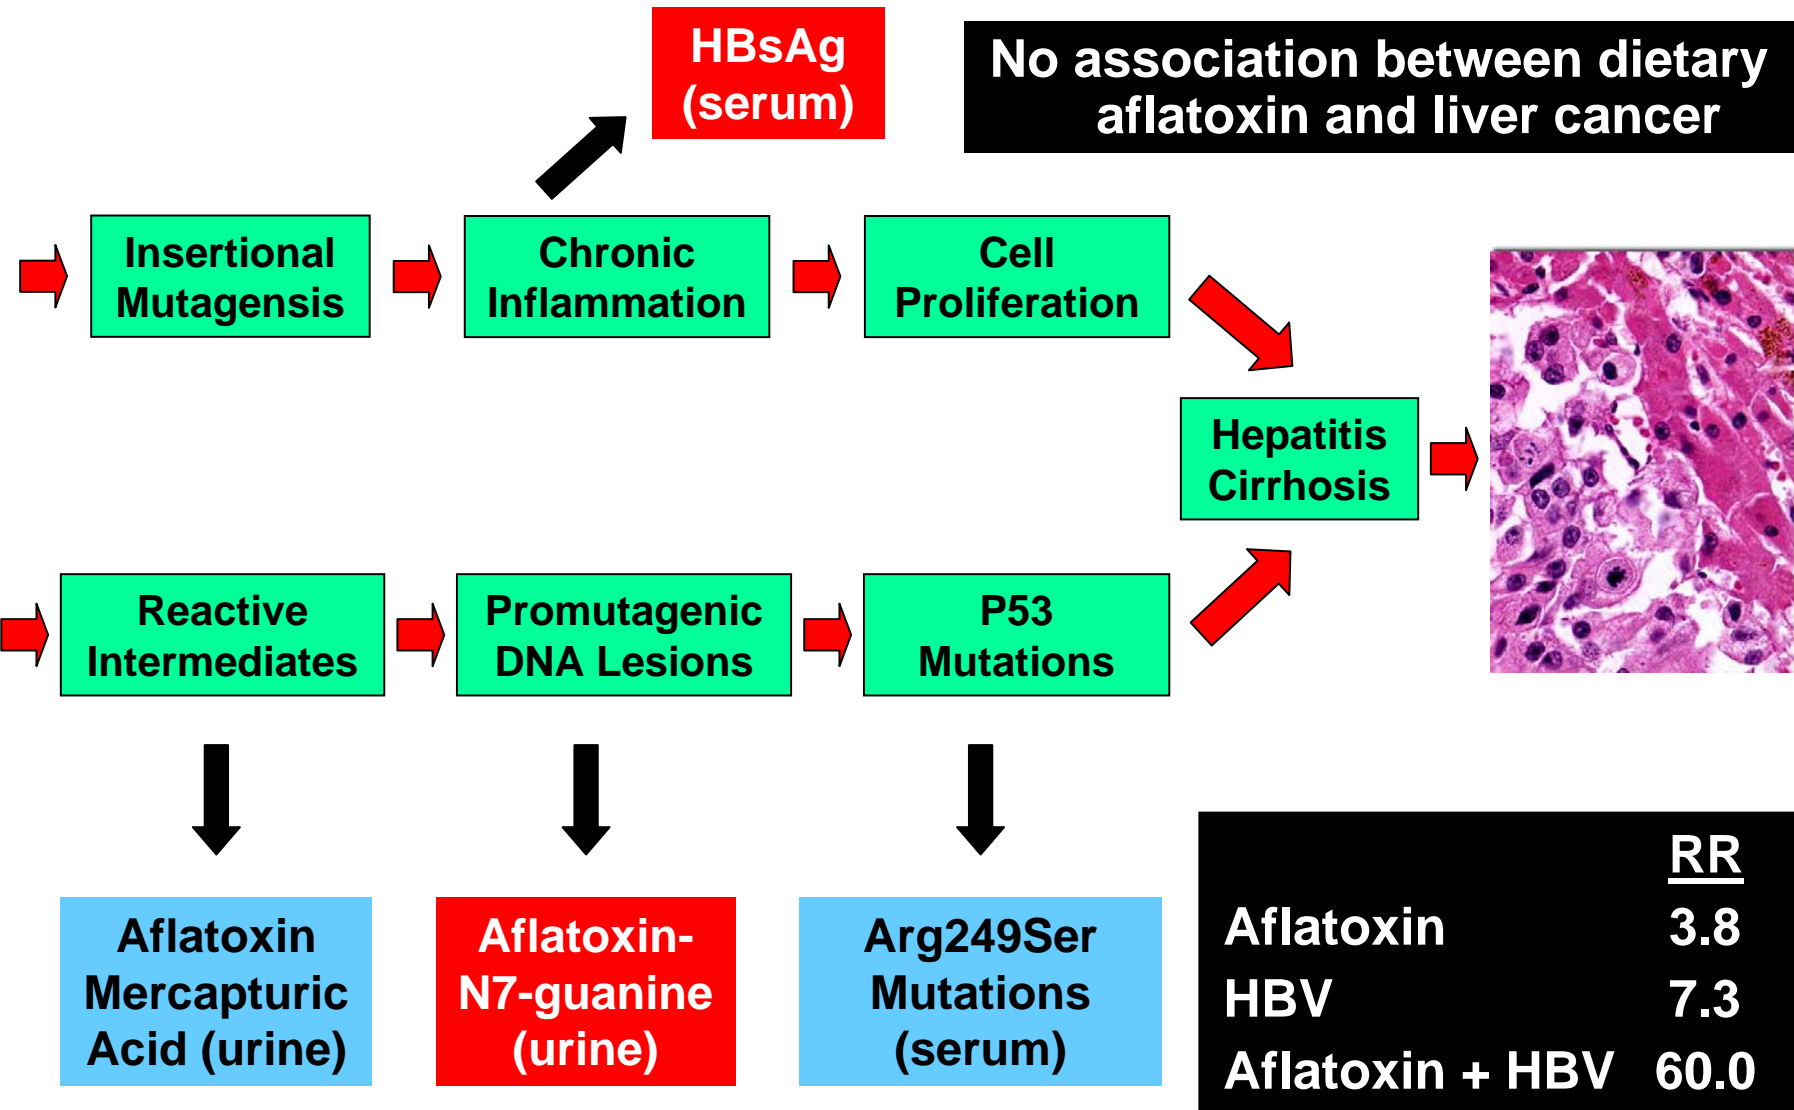 HBsAg
(serum)
No association between dietary
aflatoxin and liver cancer
Insertional
Mutagensis
Chronic
Inflammation
Cell
Proliferation
Hepatitis
Cirrhosis
Reactive
Intermediates
Promutagenic
DNA Lesions
P53
Mutations
Aflatoxin
Mercapturic
Acid (urine)
Aflatoxin-
N7-guanine
(urine)
Arg249Ser
Mutations
(serum)
RR
Aflatoxin 3.8
HBV 7.3
Aflatoxin + HBV 60.0